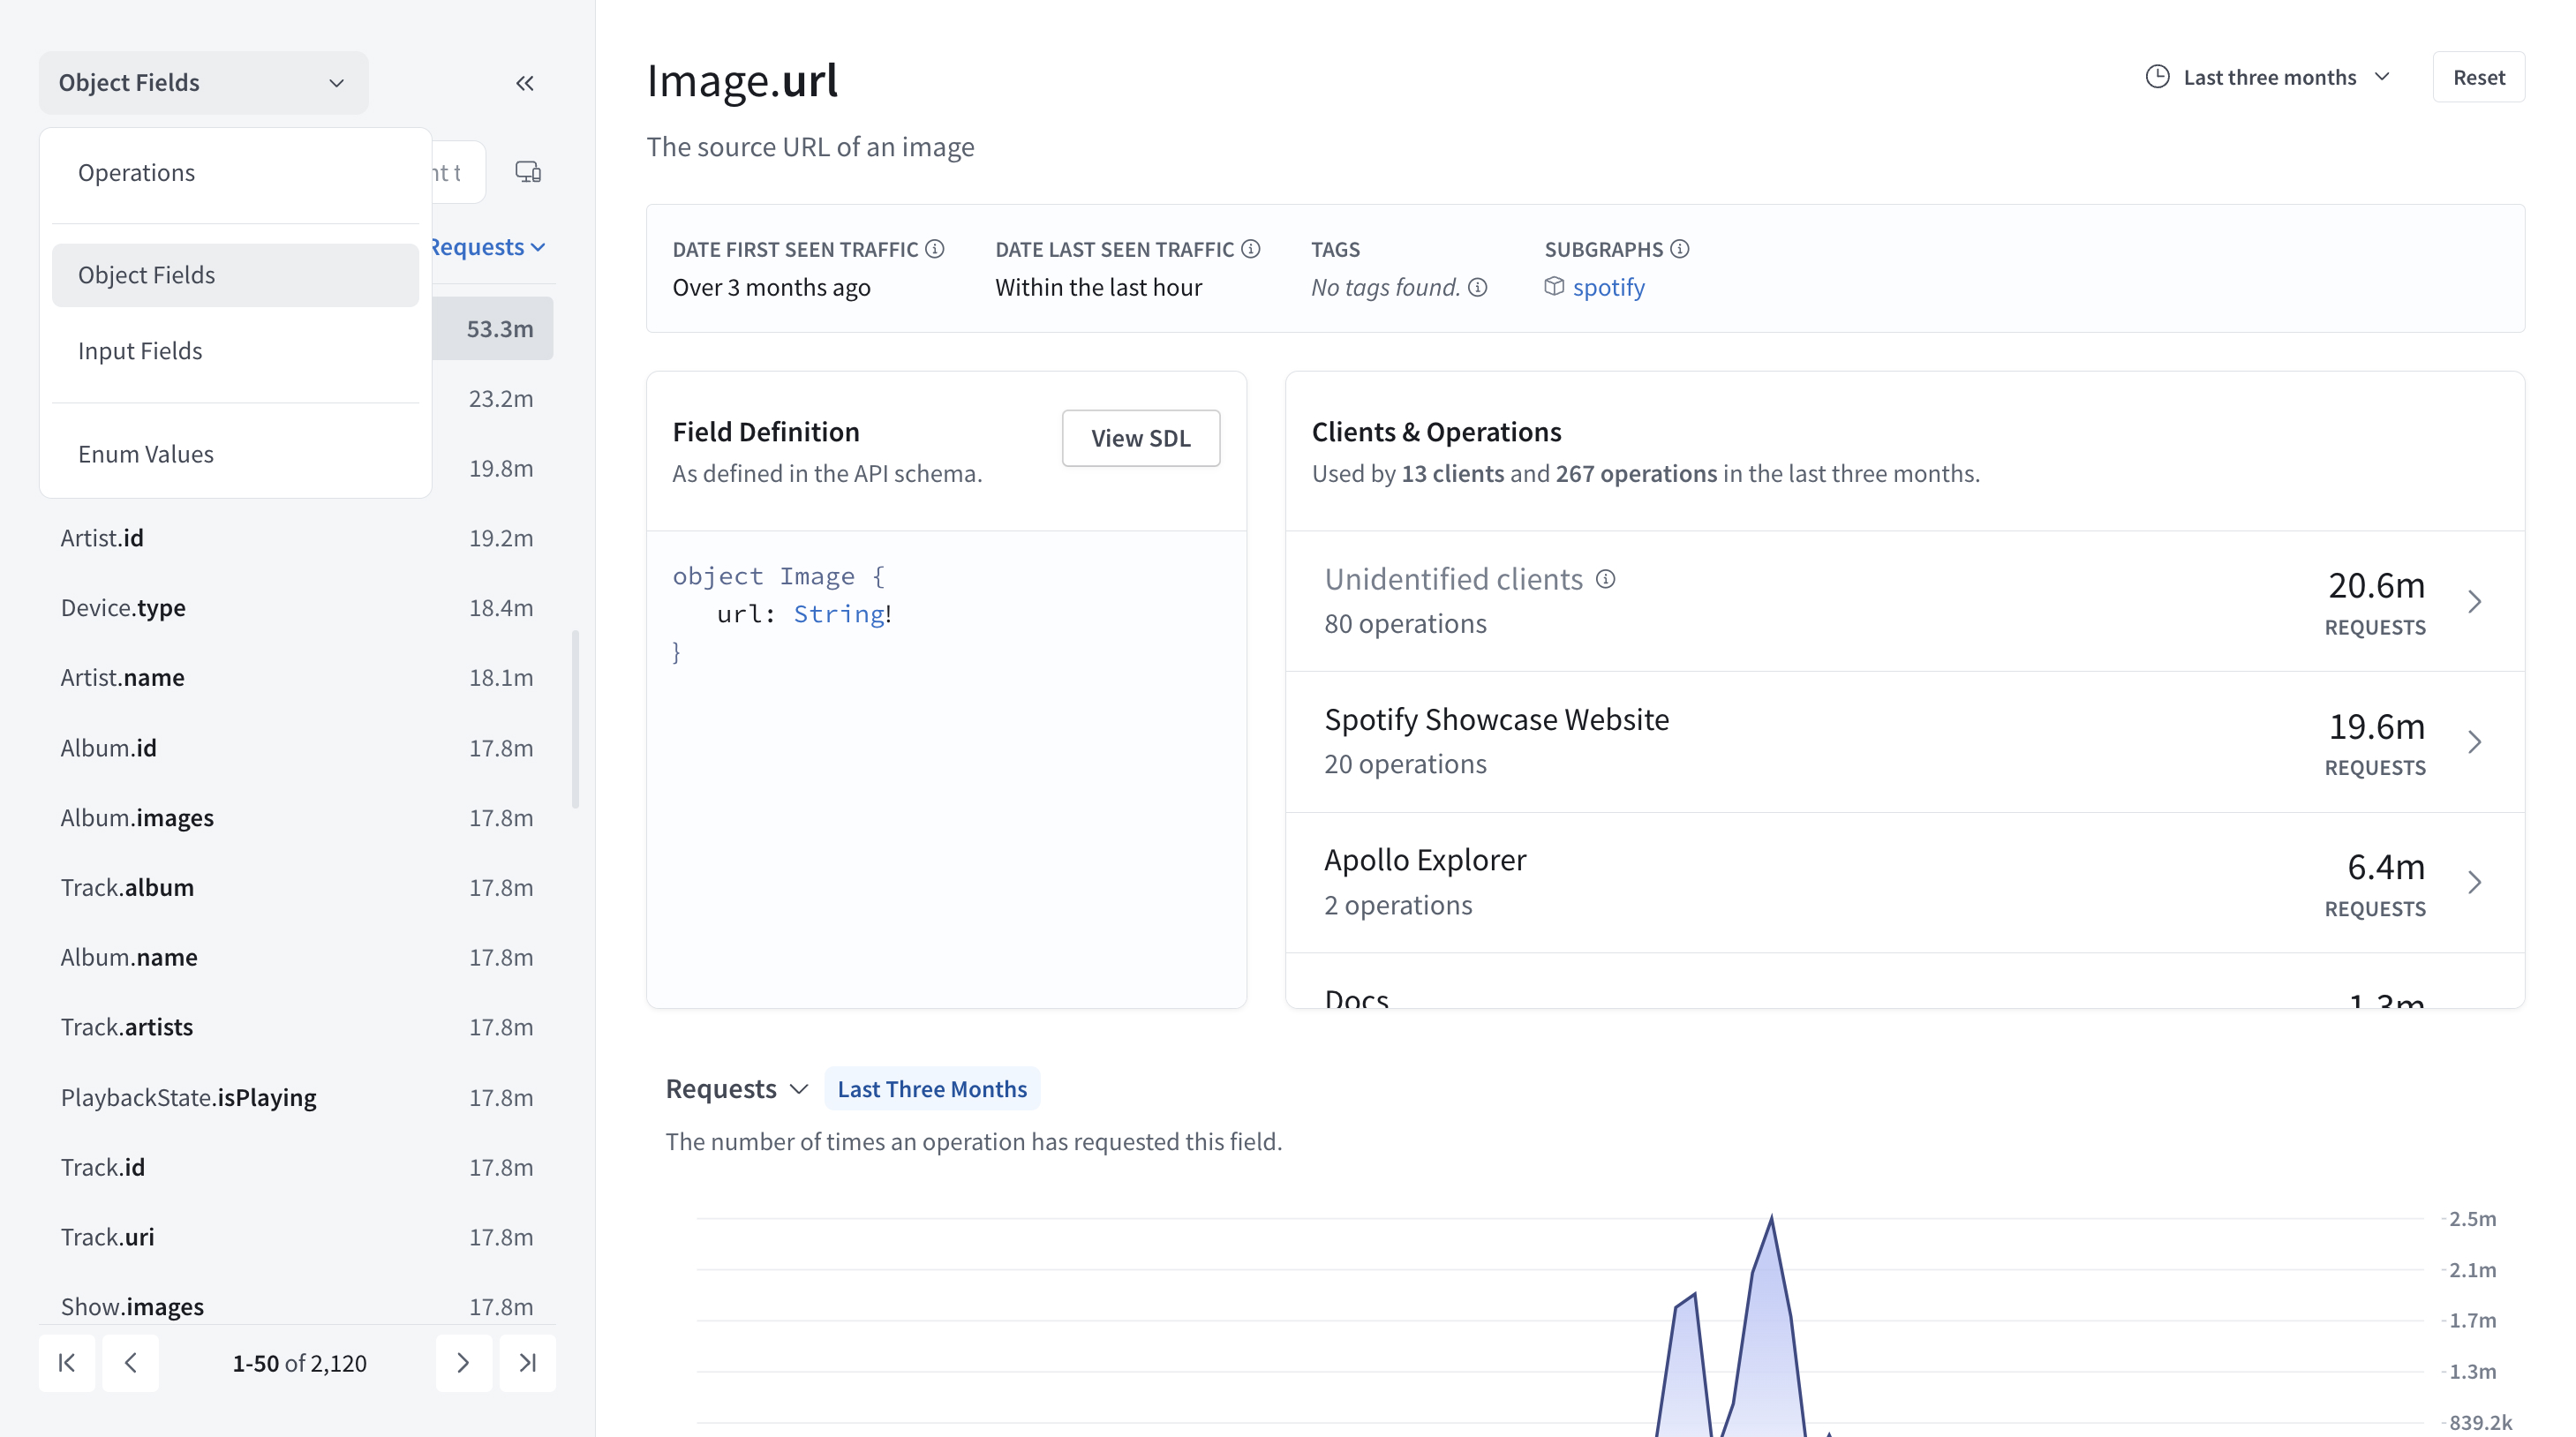 Object Fields
Operations
Object Fields
Input Fields
Enum Values
nt t
Requests
53.3m
23.2m
19.8m
Artist.id 19.2m
Device.type 18.4m
Artist.name 18.1m
Album.id 17.8m
Album.images 17.8m
Track.album 17.8m
Album.name 17.8m
Track.artists 17.8m
PlaybackState.isPlaying 17.8m
Track.id 17.8m
Track.uri 17.8m
Show.images 17.8m
1-50 of 2,120
Image.url
Last three months
Reset
The source URL of an image
DATE FIRST SEEN TRAFFIC
Over 3 months ago
DATE LAST SEEN TRAFFIC
Within the last hour
TAGS
No tags found.
SUBGRAPHS
spotify
Field Definition
As defined in the API schema.
View SDL
object Image {
url: String!
}
Clients & Operations
Used by 13 clients and 267 operations in the last three months.
Unidentified clients
80 operations
20.6m
REQUESTS
Spotify Showcase Website
20 operations
19.6m
REQUESTS
Apollo Explorer
2 operations
6.4m
REQUESTS
Docs
1.3m
Requests
Last Three Months
The number of times an operation has requested this field.
2.5m
2.1m
1.7m
1.3m
839.2k